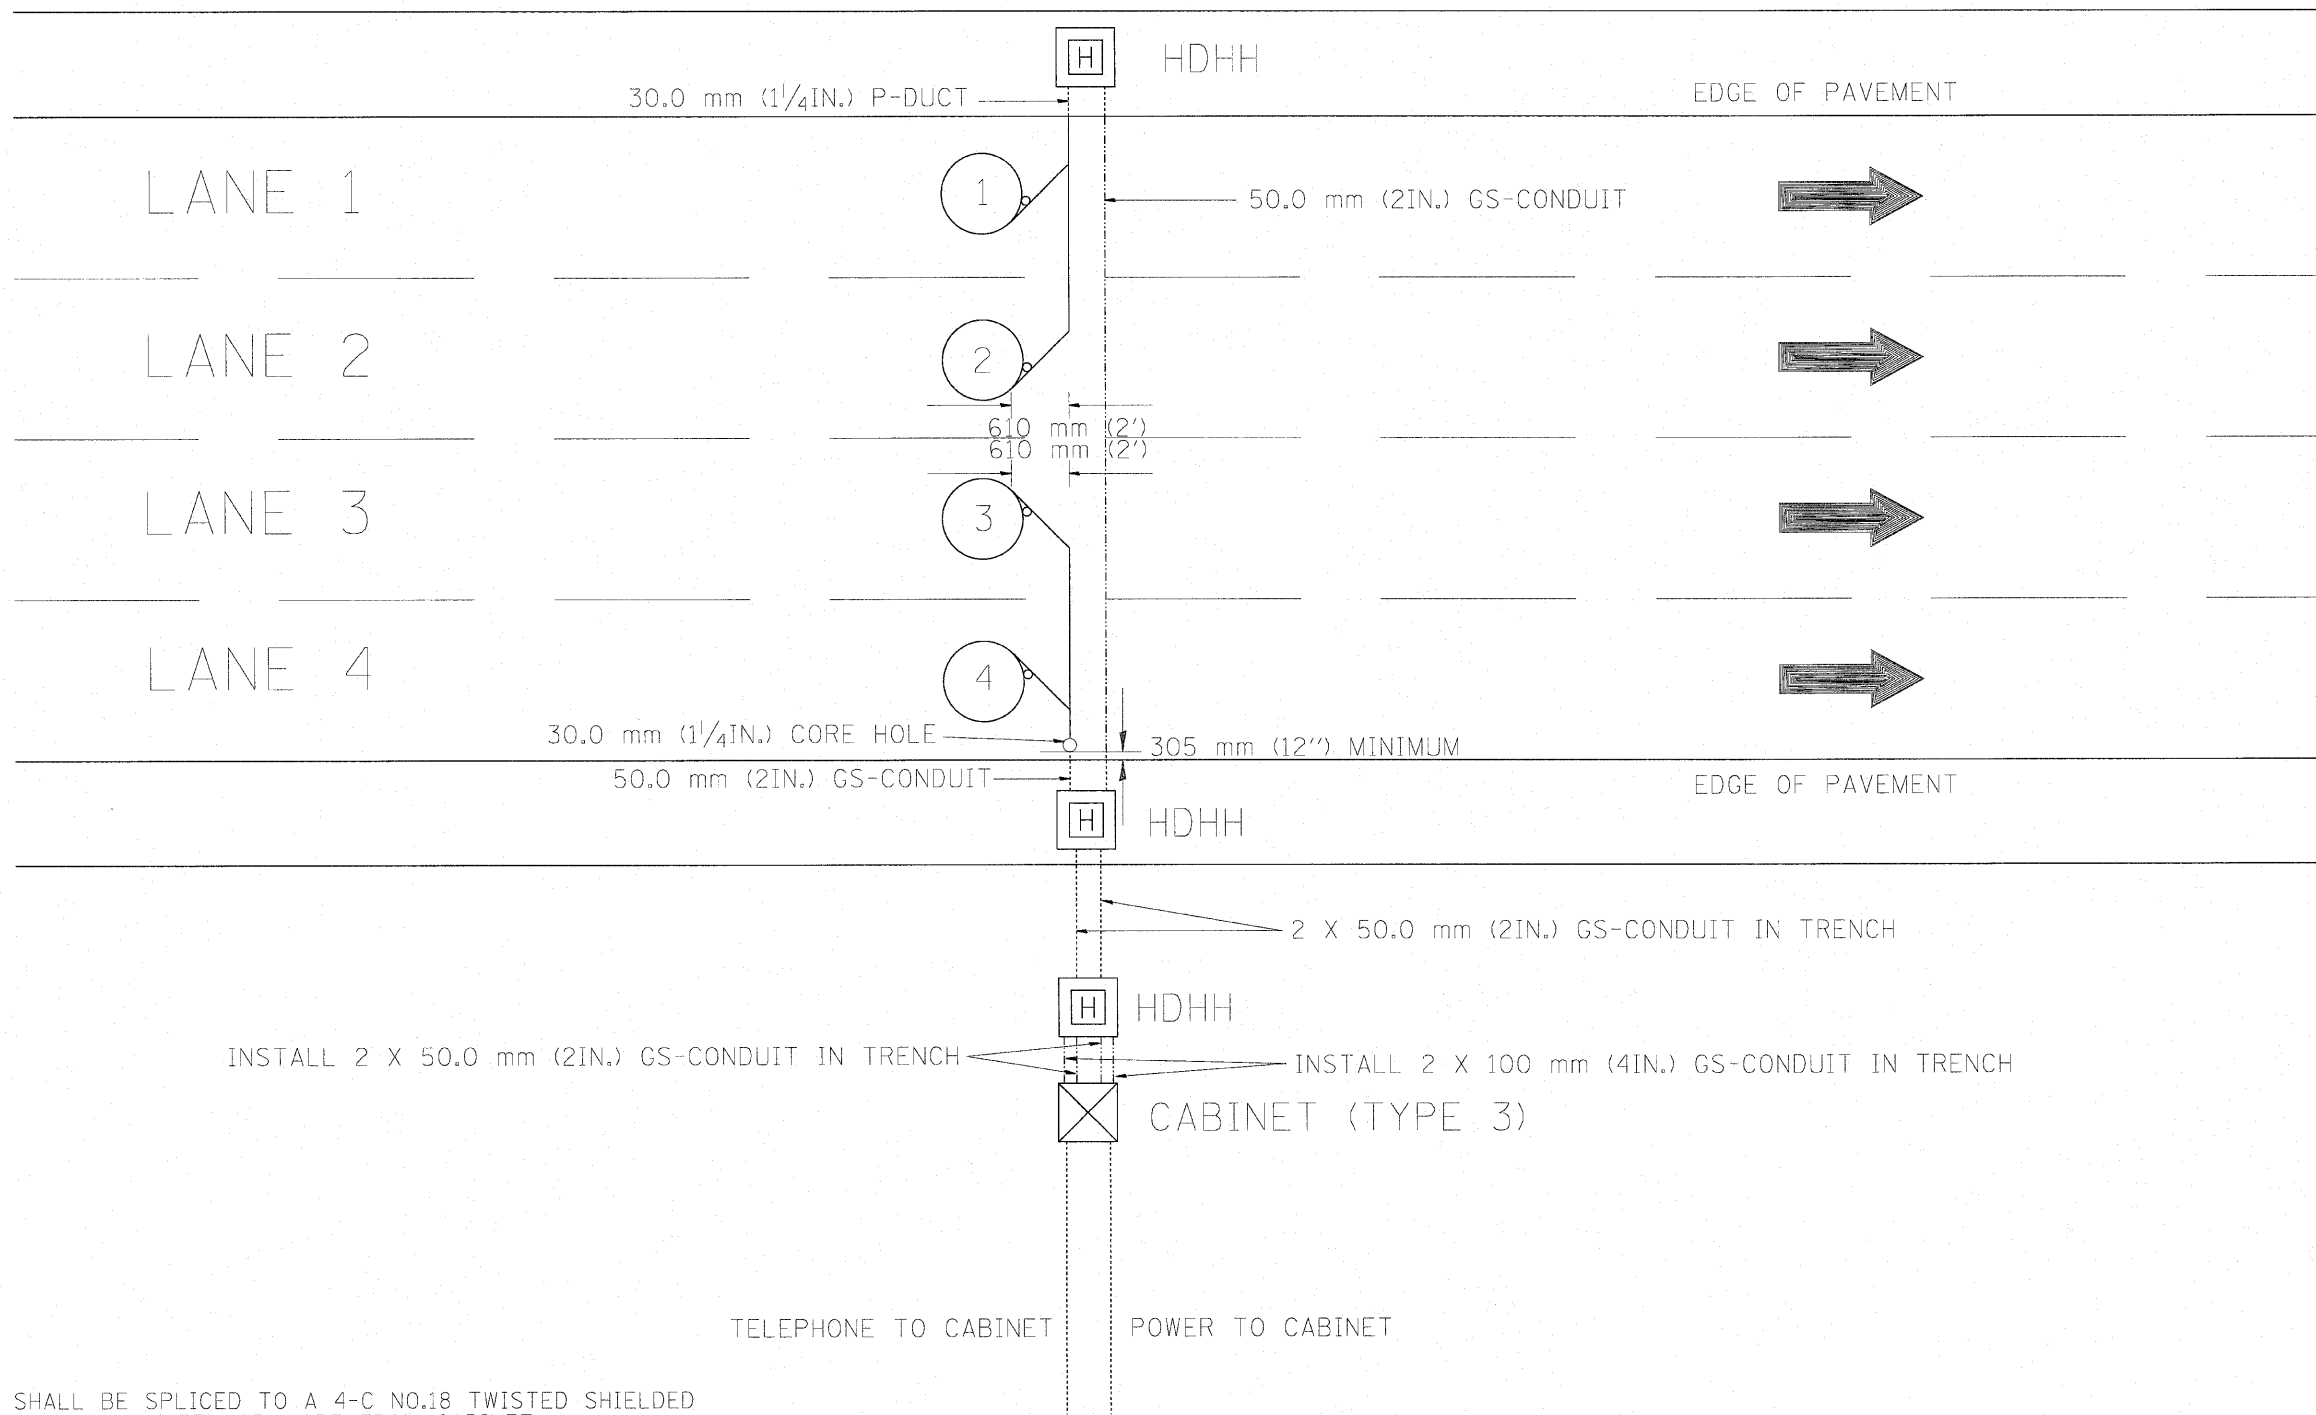 H HDHH
30.0 mm (1 1/4IN.) P-DUCT
EDGE OF PAVEMENT
LANE 1
1
50.0 mm (2IN.) GS-CONDUIT
LANE 2
2
610 mm (2')
610 mm (2')
LANE 3
3
LANE 4
4
30.0 mm (1 1/4IN.) CORE HOLE
305 mm (12'') MINIMUM
50.0 mm (2IN.) GS-CONDUIT
EDGE OF PAVEMENT
H HDHH
2 X 50.0 mm (2IN.) GS-CONDUIT IN TRENCH
H HDHH
INSTALL 2 X 50.0 mm (2IN.) GS-CONDUIT IN TRENCH
INSTALL 2 X 100 mm (4IN.) GS-CONDUIT IN TRENCH
CABINET (TYPE 3)
TELEPHONE TO CABINET
POWER TO CABINET
SHALL BE SPLICED TO A 4-C NO.18 TWISTED SHIELDED